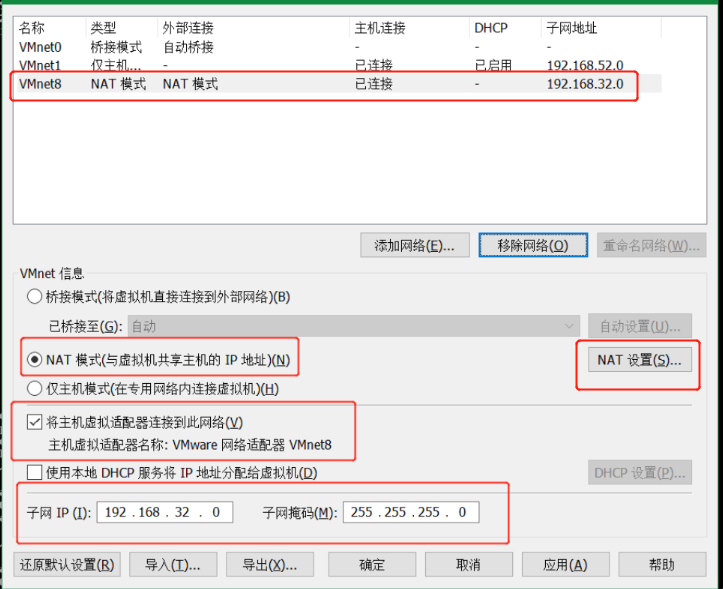 名称 类型 外部连接 主机连接 DHCP 子网地址
VMnet0 桥接模式 自动桥接 - - -
VMnet1 仅主机... - 已连接 已启用 192.168.52.0
VMnet8 NAT 模式 NAT 模式 已连接 - 192.168.32.0
添加网络(E)... 移除网络(O) 重命名网络(W)...
VMnet 信息
桥接模式(将虚拟机直接连接到外部网络)(B)
已桥接至(G): 自动 自动设置(U)...
NAT 模式(与虚拟机共享主机的 IP 地址)(N) NAT 设置(S)...
仅主机模式(在专用网络内连接虚拟机)(H)
将主机虚拟适配器连接到此网络(V)
主机虚拟适配器名称: VMware 网络适配器 VMnet8
使用本地 DHCP 服务将 IP 地址分配给虚拟机(D) DHCP 设置(P)...
子网 IP (I): 192 . 168 . 32 . 0 子网掩码(M): 255 . 255 . 255 . 0
还原默认设置(R) 导入(T)... 导出(X)... 确定 取消 应用(A) 帮助